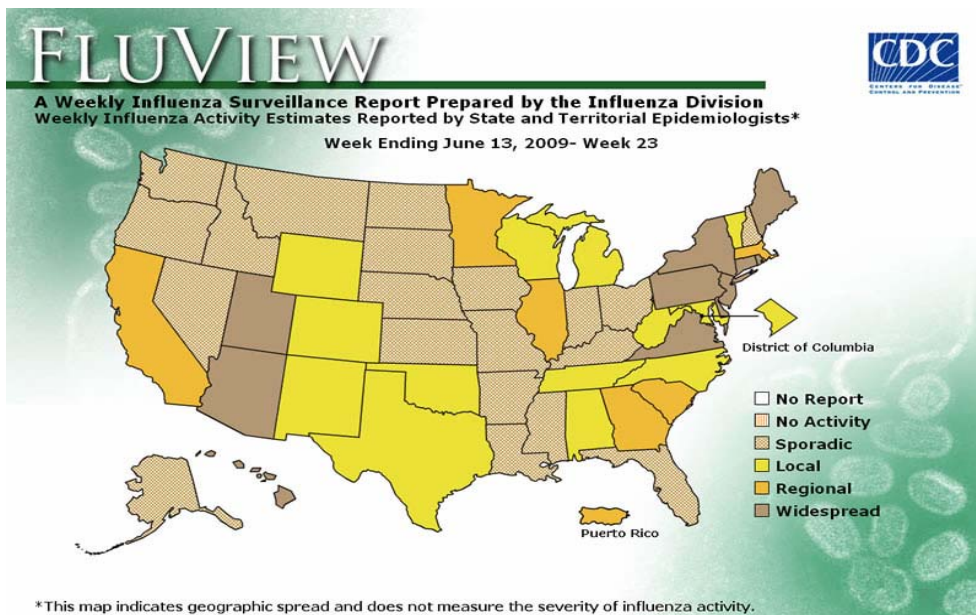 FLUVIEW
CDC
CENTERS FOR DISEASE
CONTROL AND PREVENTION
A Weekly Influenza Surveillance Report Prepared by the Influenza Division
Weekly Influenza Activity Estimates Reported by State and Territorial Epidemiologists*
Week Ending June 13, 2009- Week 23
District of Columbia
No Report
No Activity
Sporadic
Local
Regional
Widespread
Puerto Rico
*This map indicates geographic spread and does not measure the severity of influenza activity.